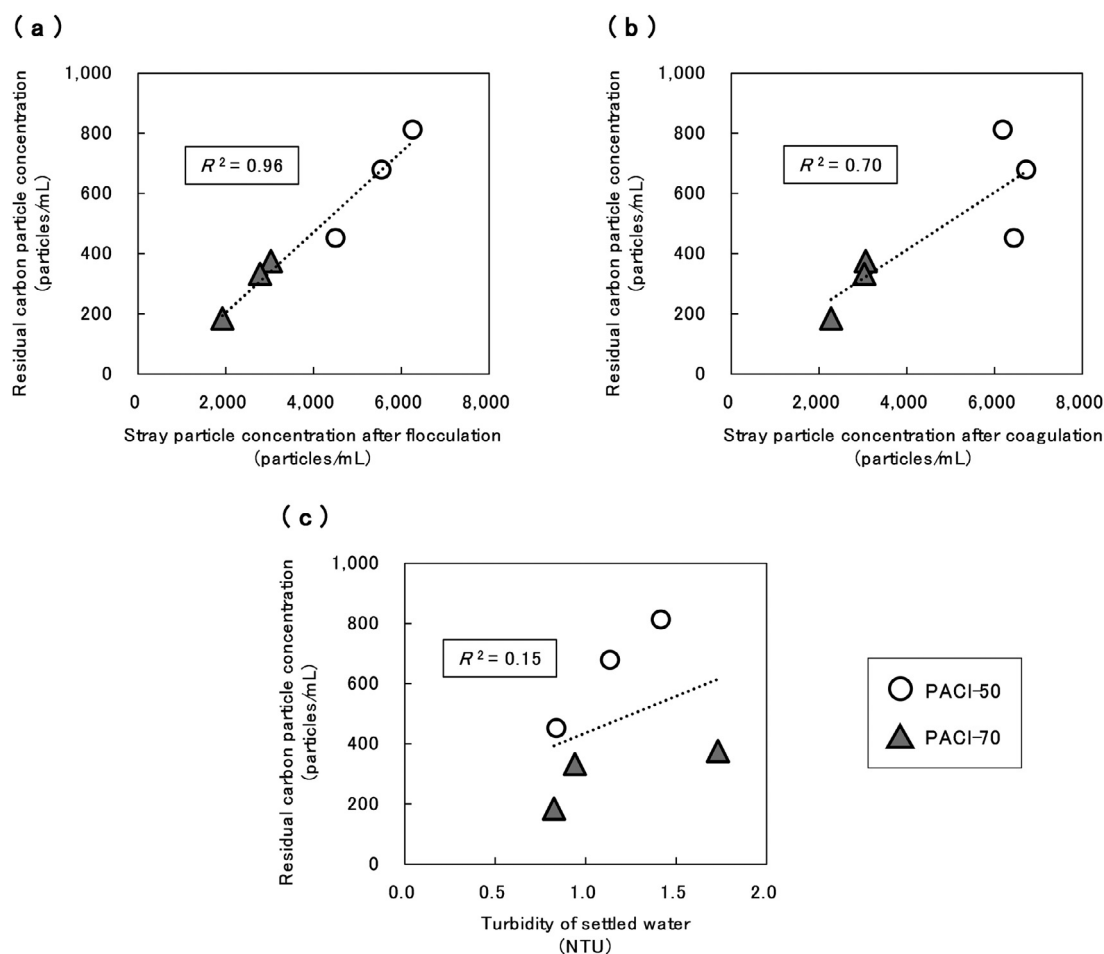 (a)
Residual carbon particle concentration
(particles/mL)
1,000
800
600
400
200
0
R² = 0.96
0 2,000 4,000 6,000 8,000
Stray particle concentration after flocculation
(particles/mL)
(b)
Residual carbon particle concentration
(particles/mL)
1,000
800
600
400
200
0
R² = 0.70
0 2,000 4,000 6,000 8,000
Stray particle concentration after coagulation
(particles/mL)
(c)
Residual carbon particle concentration
(particles/mL)
1,000
800
600
400
200
0
R² = 0.15
0.0 0.5 1.0 1.5 2.0
Turbidity of settled water
(NTU)
PACl-50
PACl-70